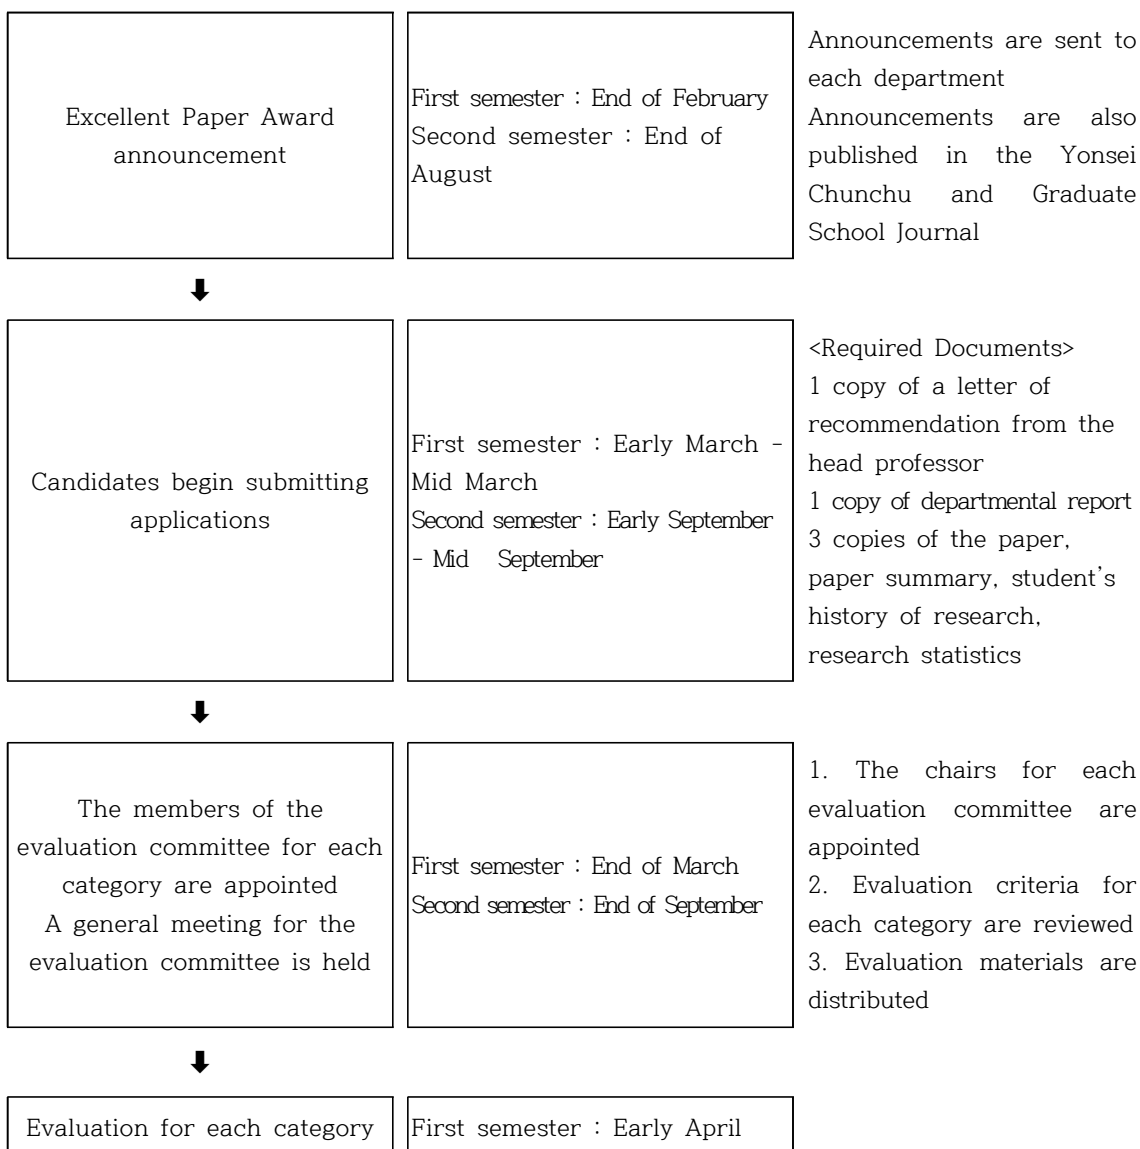 Excellent Paper Award
announcement
First semester : End of February
Second semester : End of
August
Announcements are sent to
each department
Announcements are also
published in the Yonsei
Chunchu and Graduate
School Journal
Candidates begin submitting
applications
First semester : Early March -
Mid March
Second semester : Early September
- Mid September
<Required Documents>
1 copy of a letter of
recommendation from the
head professor
1 copy of departmental report
3 copies of the paper,
paper summary, student's
history of research,
research statistics
The members of the
evaluation committee for each
category are appointed
A general meeting for the
evaluation committee is held
First semester : End of March
Second semester : End of September
1. The chairs for each
evaluation committee are
appointed
2. Evaluation criteria for
each category are reviewed
3. Evaluation materials are
distributed
Evaluation for each category
First semester : Early April